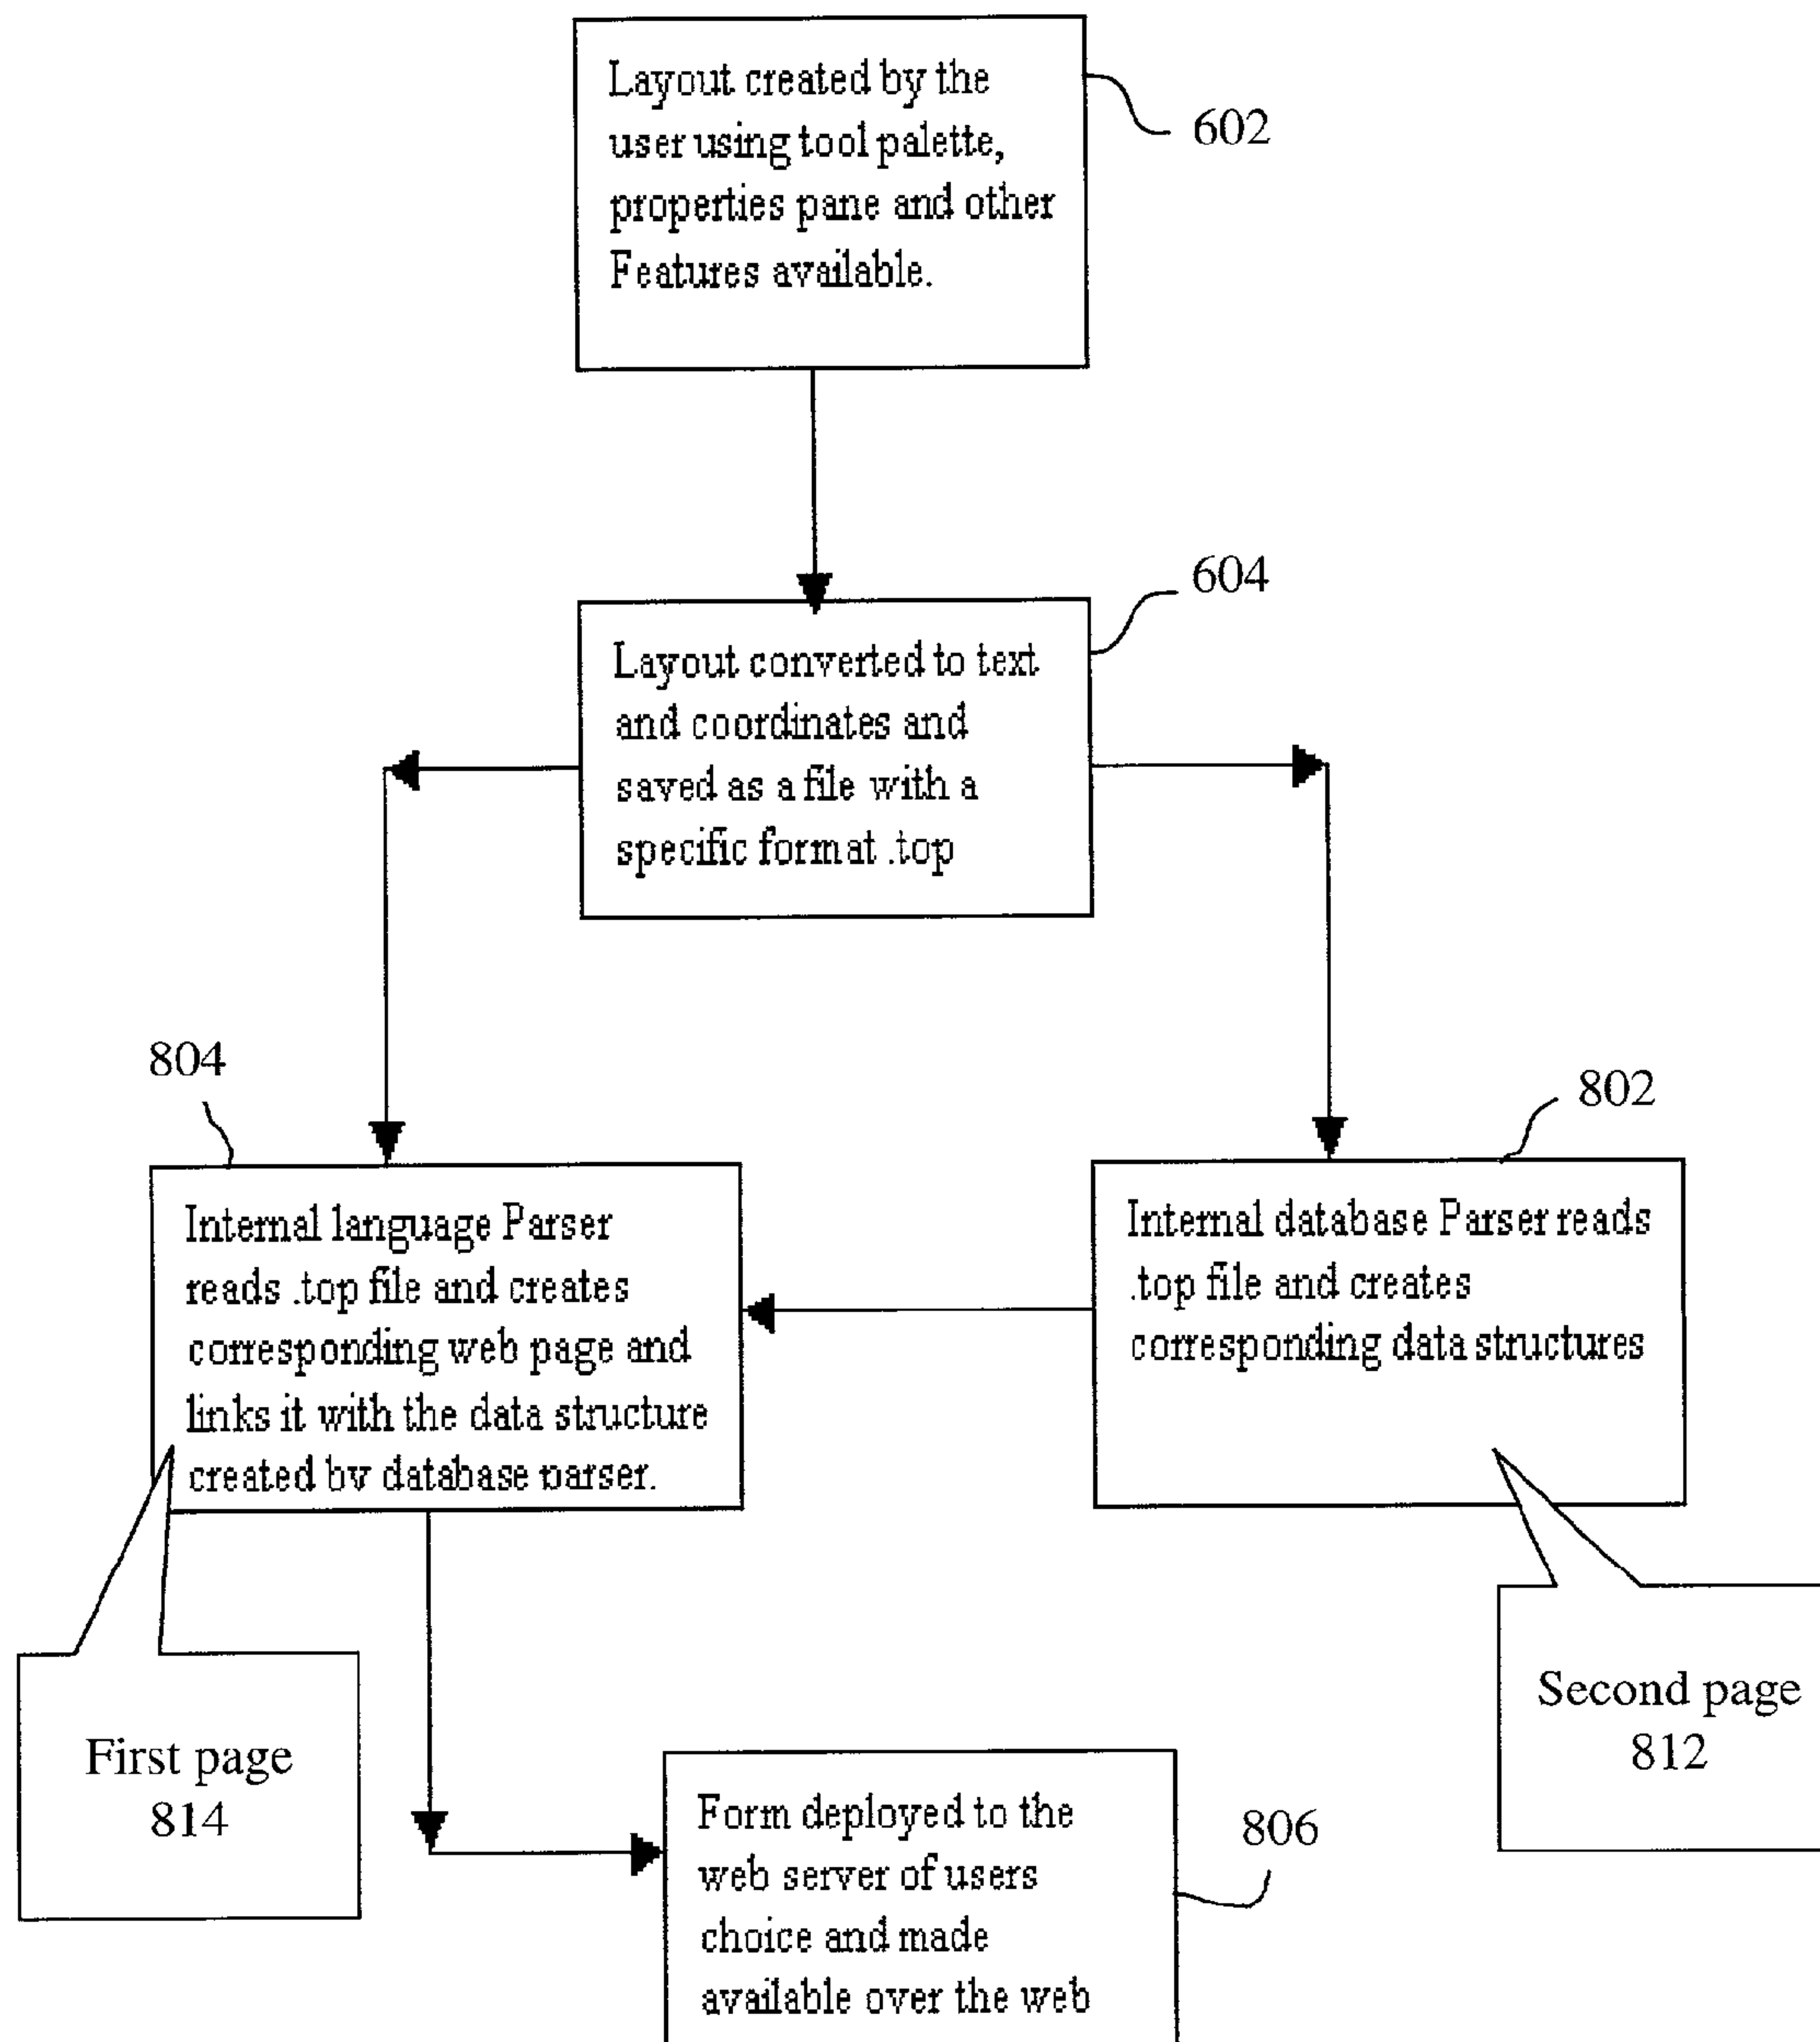 Layout created by the
user using tool palette,
properties pane and other
Features available.
602
604
Layout converted to text
and coordinates and
saved as a file with a
specific format .top
804
802
Internal language Parser
reads .top file and creates
corresponding web page and
links it with the data structure
created by database parser.
Internal database Parser reads
.top file and creates
corresponding data structures
First page
814
Second page
812
Form deployed to the
web server of users
choice and made
available over the web
806